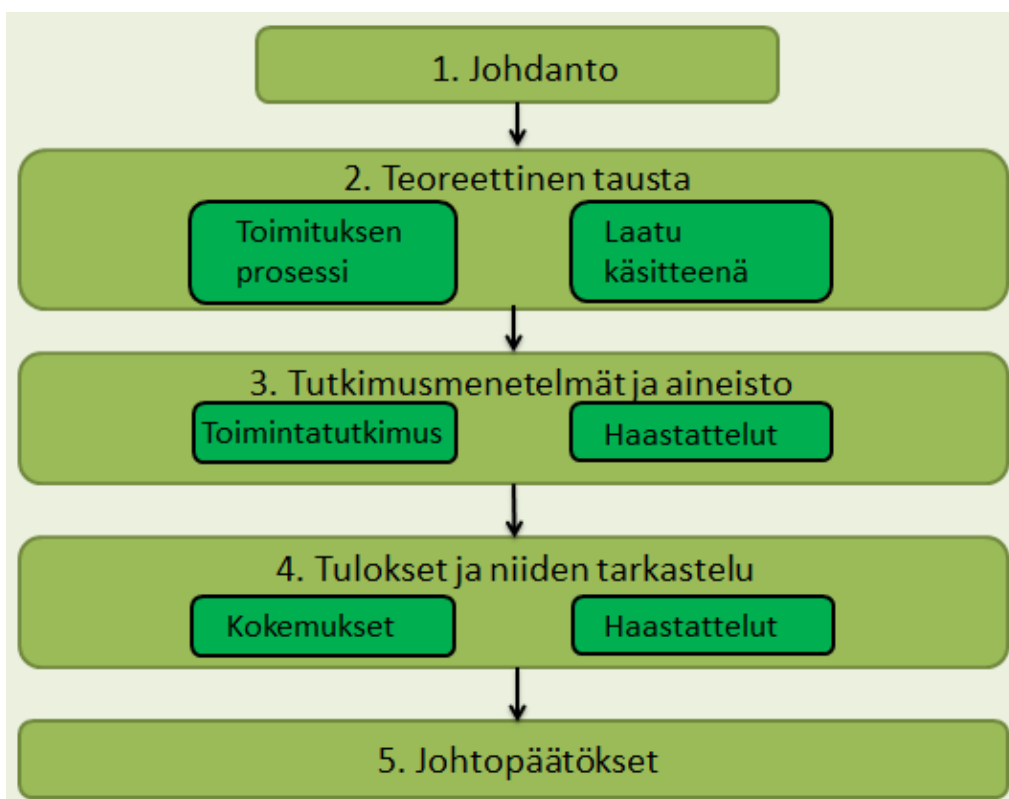 1. Johdanto
2. Teoreettinen tausta
Toimituksen
prosessi
Laatu
käsitteenä
3. Tutkimusmenetelmät ja aineisto
Toimintatutkimus
Haastattelut
4. Tulokset ja niiden tarkastelu
Kokemukset
Haastattelut
5. Johtopäätökset